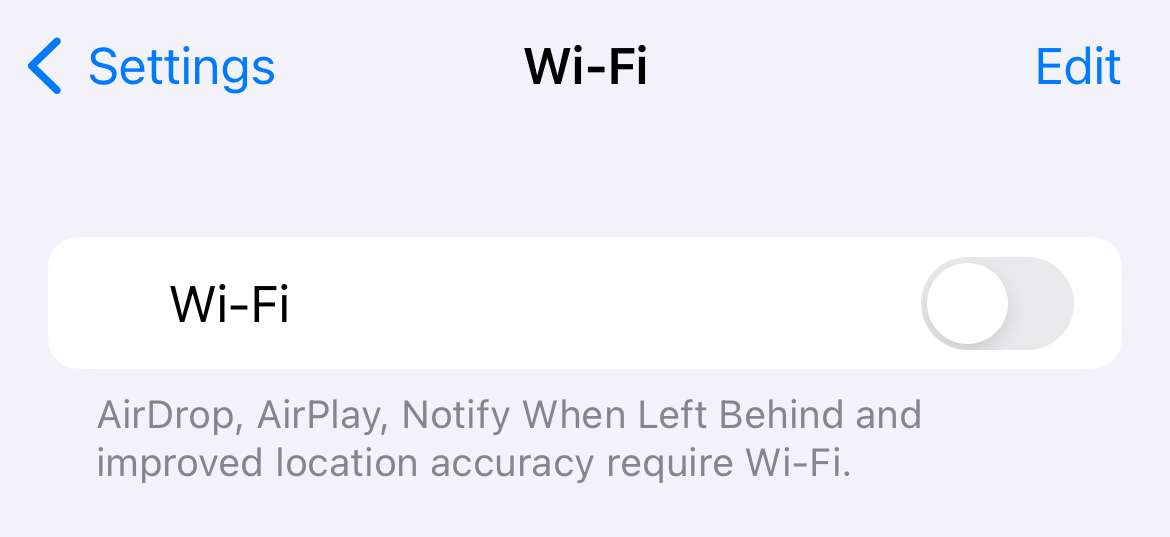 Settings
Wi-Fi
Edit
Wi-Fi
AirDrop, AirPlay, Notify When Left Behind and
improved location accuracy require Wi-Fi.